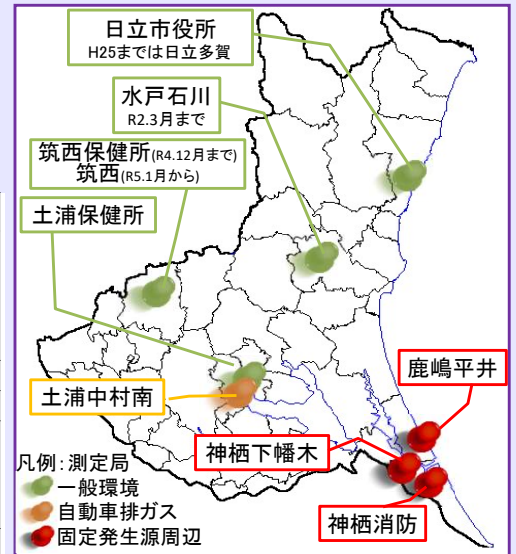 日立市役所
H25までは日立多賀
水戸石川
R2.3月まで
筑西保健所(R4.12月まで)
筑西(R5.1月から)
土浦保健所
土浦中村南
鹿嶋平井
神栖下幡木
神栖消防
凡例:測定局
一般環境
自動車排ガス
固定発生源周辺